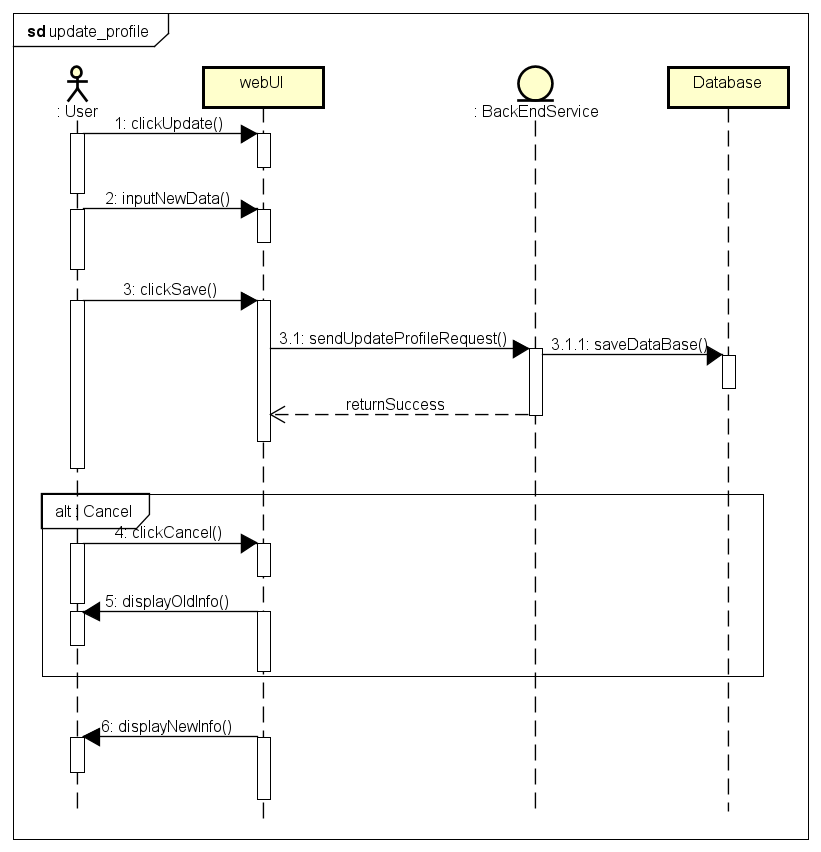 sd update_profile
webUI
Database
: User
: BackEndService
1: clickUpdate()
2: inputNewData()
3: clickSave()
3.1: sendUpdateProfileRequest()
3.1.1: saveDataBase()
returnSuccess
alt : Cancel
4: clickCancel()
5: displayOldInfo()
6: displayNewInfo()